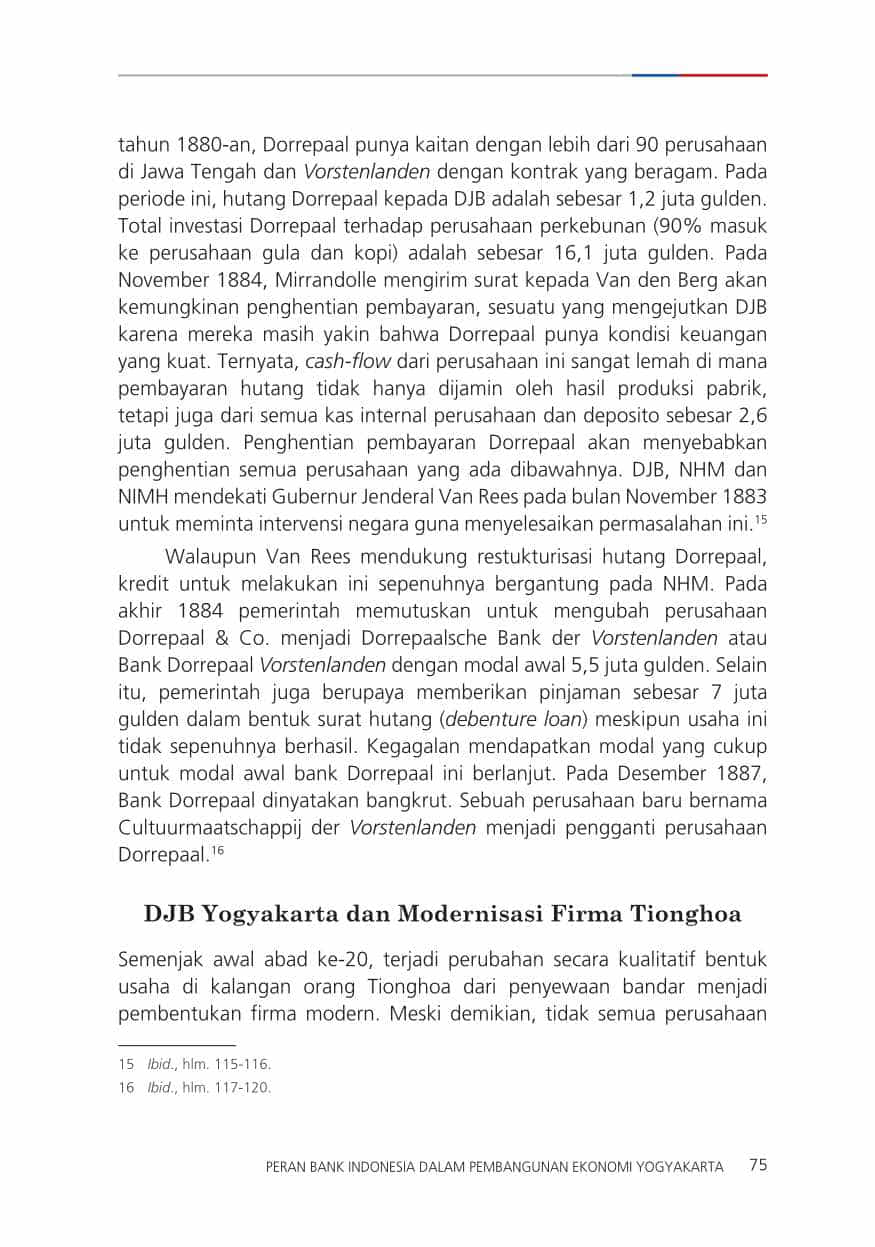 tahun 1880-an, Dorrepaal punya kaitan dengan lebih dari 90 perusahaan
di Jawa Tengah dan Vorstenlanden dengan kontrak yang beragam. Pada
periode ini, hutang Dorrepaal kepada DJB adalah sebesar 1,2 juta gulden.
Total investasi Dorrepaal terhadap perusahaan perkebunan (90% masuk
ke perusahaan gula dan kopi) adalah sebesar 16,1 juta gulden. Pada
November 1884, Mirrandolle mengirim surat kepada Van den Berg akan
kemungkinan penghentian pembayaran, sesuatu yang mengejutkan DJB
karena mereka masih yakin bahwa Dorrepaal punya kondisi keuangan
yang kuat. Ternyata, cash-flow dari perusahaan ini sangat lemah di mana
pembayaran hutang tidak hanya dijamin oleh hasil produksi pabrik,
tetapi juga dari semua kas internal perusahaan dan deposito sebesar 2,6
juta gulden. Penghentian pembayaran Dorrepaal akan menyebabkan
penghentian semua perusahaan yang ada dibawahnya. DJB, NHM dan
NIMH mendekati Gubernur Jenderal Van Rees pada bulan November 1883
untuk meminta intervensi negara guna menyelesaikan permasalahan ini.15
Walaupun Van Rees mendukung restukturisasi hutang Dorrepaal,
kredit untuk melakukan ini sepenuhnya bergantung pada NHM. Pada
akhir 1884 pemerintah memutuskan untuk mengubah perusahaan
Dorrepaal & Co. menjadi Dorrepaalsche Bank der Vorstenlanden atau
Bank Dorrepaal Vorstenlanden dengan modal awal 5,5 juta gulden. Selain
itu, pemerintah juga berupaya memberikan pinjaman sebesar 7 juta
gulden dalam bentuk surat hutang (debenture loan) meskipun usaha ini
tidak sepenuhnya berhasil. Kegagalan mendapatkan modal yang cukup
untuk modal awal bank Dorrepaal ini berlanjut. Pada Desember 1887,
Bank Dorrepaal dinyatakan bangkrut. Sebuah perusahaan baru bernama
Cultuurmaatschappij der Vorstenlanden menjadi pengganti perusahaan
Dorrepaal.16
DJB Yogyakarta dan Modernisasi Firma Tionghoa
Semenjak awal abad ke-20, terjadi perubahan secara kualitatif bentuk
usaha di kalangan orang Tionghoa dari penyewaan bandar menjadi
pembentukan firma modern. Meski demikian, tidak semua perusahaan
15 Ibid., hlm. 115-116.
16 Ibid., hlm. 117-120.
PERAN BANK INDONESIA DALAM PEMBANGUNAN EKONOMI YOGYAKARTA 75